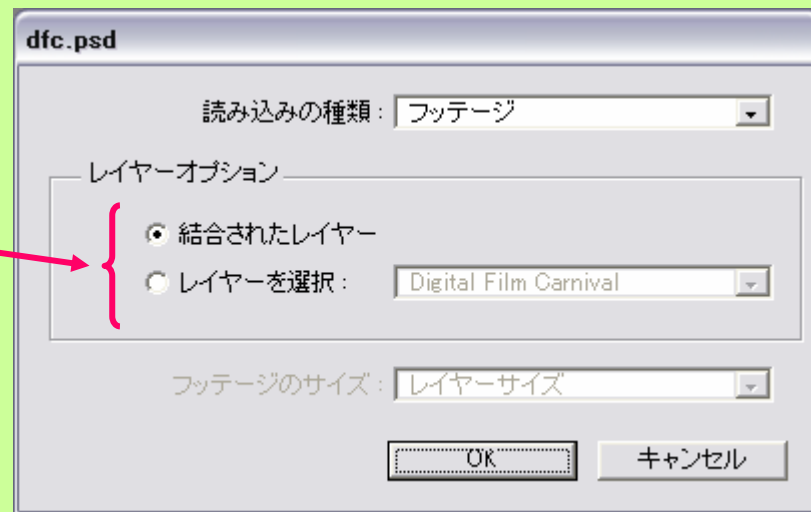 dfc.psd
読み込みの種類： フッテージ
レイヤーオプション
結合されたレイヤー
レイヤーを選択： Digital Film Carnival
フッテージのサイズ： レイヤーサイズ
OK キャンセル